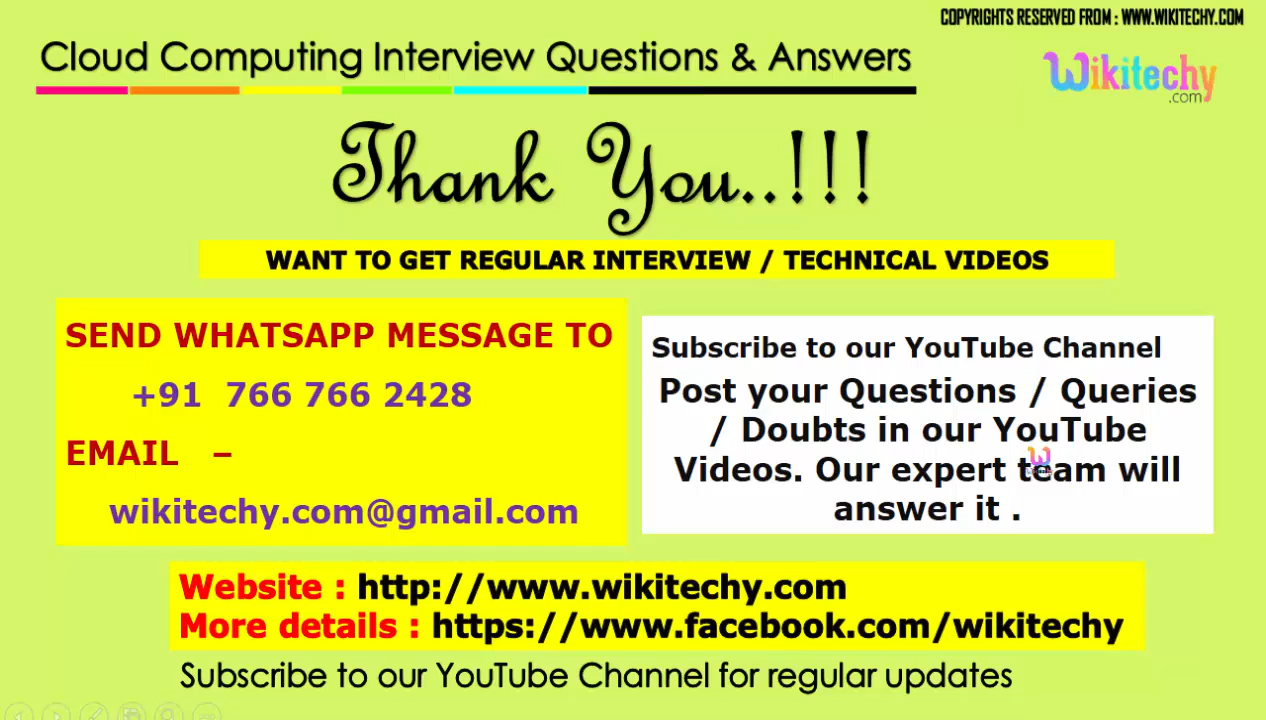 COPYRIGHTS RESERVED FROM : WWW.WIKITECHY.COM
Cloud Computing Interview Questions & Answers
Wikitechy
.com
Thank You..!!!
WANT TO GET REGULAR INTERVIEW / TECHNICAL VIDEOS
SEND WHATSAPP MESSAGE TO
+91 766 766 2428
EMAIL –
wikitechy.com@gmail.com
Subscribe to our YouTube Channel
Post your Questions / Queries
/ Doubts in our YouTube
Videos. Our expert team will
answer it .
Website : http://www.wikitechy.com
More details : https://www.facebook.com/wikitechy
Subscribe to our YouTube Channel for regular updates